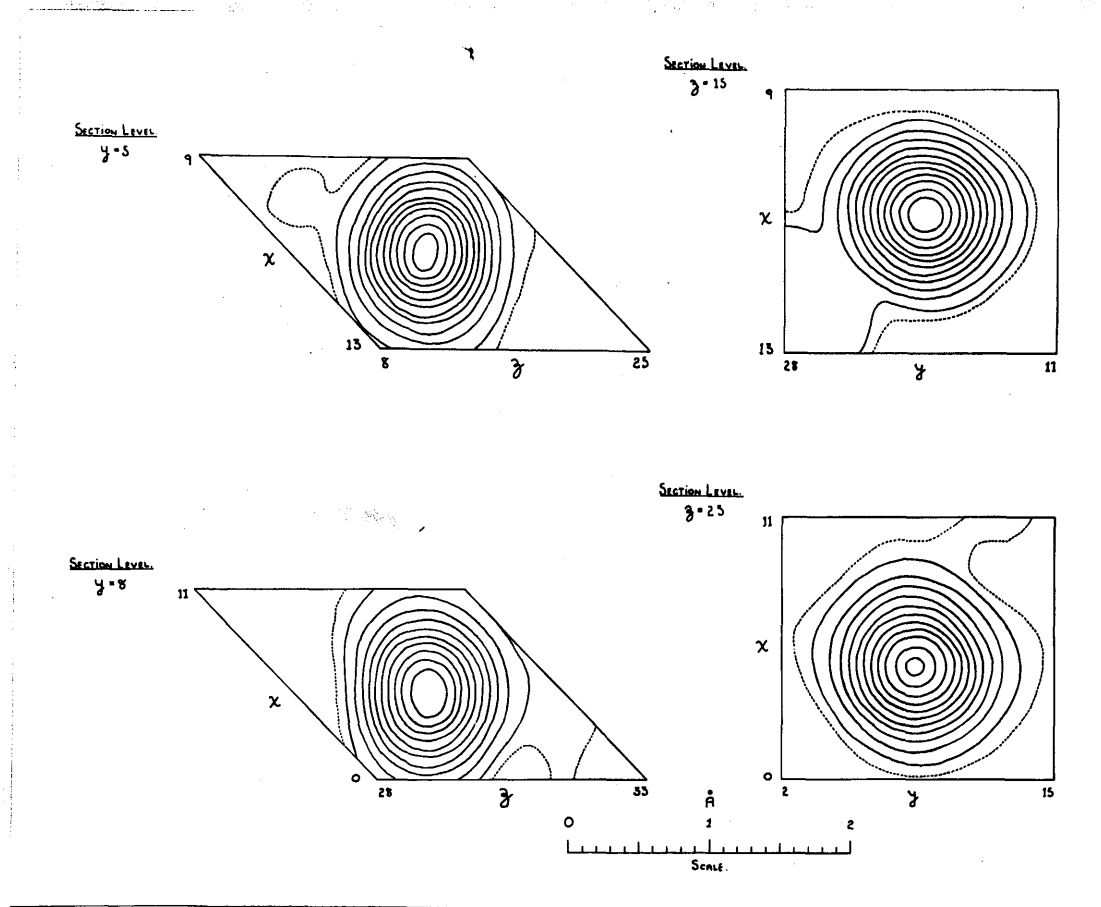 Section Level.
z = 15
9
x
13
28
y
11
Section Level.
y = 5
9
x
13
8
z
25
Section Level.
z = 25
11
x
0
2
y
15
Section Level.
y = 8
11
x
0
28
z
33
Å
0 1 2
Scale.